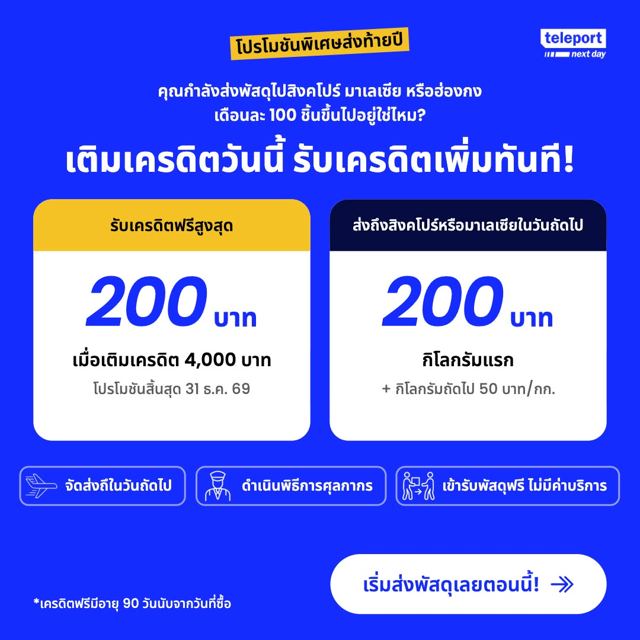 โปรโมชันพิเศษส่งท้ายปี
teleport
next day
คุณกำลังส่งพัสดุไปสิงคโปร์ มาเลเซีย หรือฮ่องกง
เดือนละ 100 ชิ้นขึ้นไปอยู่ใช่ไหม?
เติมเครดิตวันนี้ รับเครดิตเพิ่มทันที!
รับเครดิตฟรีสูงสุด
200 บาท
เมื่อเติมเครดิต 4,000 บาท
โปรโมชันสิ้นสุด 31 ธ.ค. 69
ส่งถึงสิงคโปร์หรือมาเลเซียในวันถัดไป
200 บาท
กิโลกรัมแรก
+ กิโลกรัมถัดไป 50 บาท/กก.
จัดส่งถึในวันถัดไป
ดำเนินพิธีการศุลกากร
เข้ารับพัสดุฟรี ไม่มีค่าบริการ
เริ่มส่งพัสดุเลยตอนนี้!
*เครดิตฟรีมีอายุ 90 วันนับจากวันที่ซื้อ